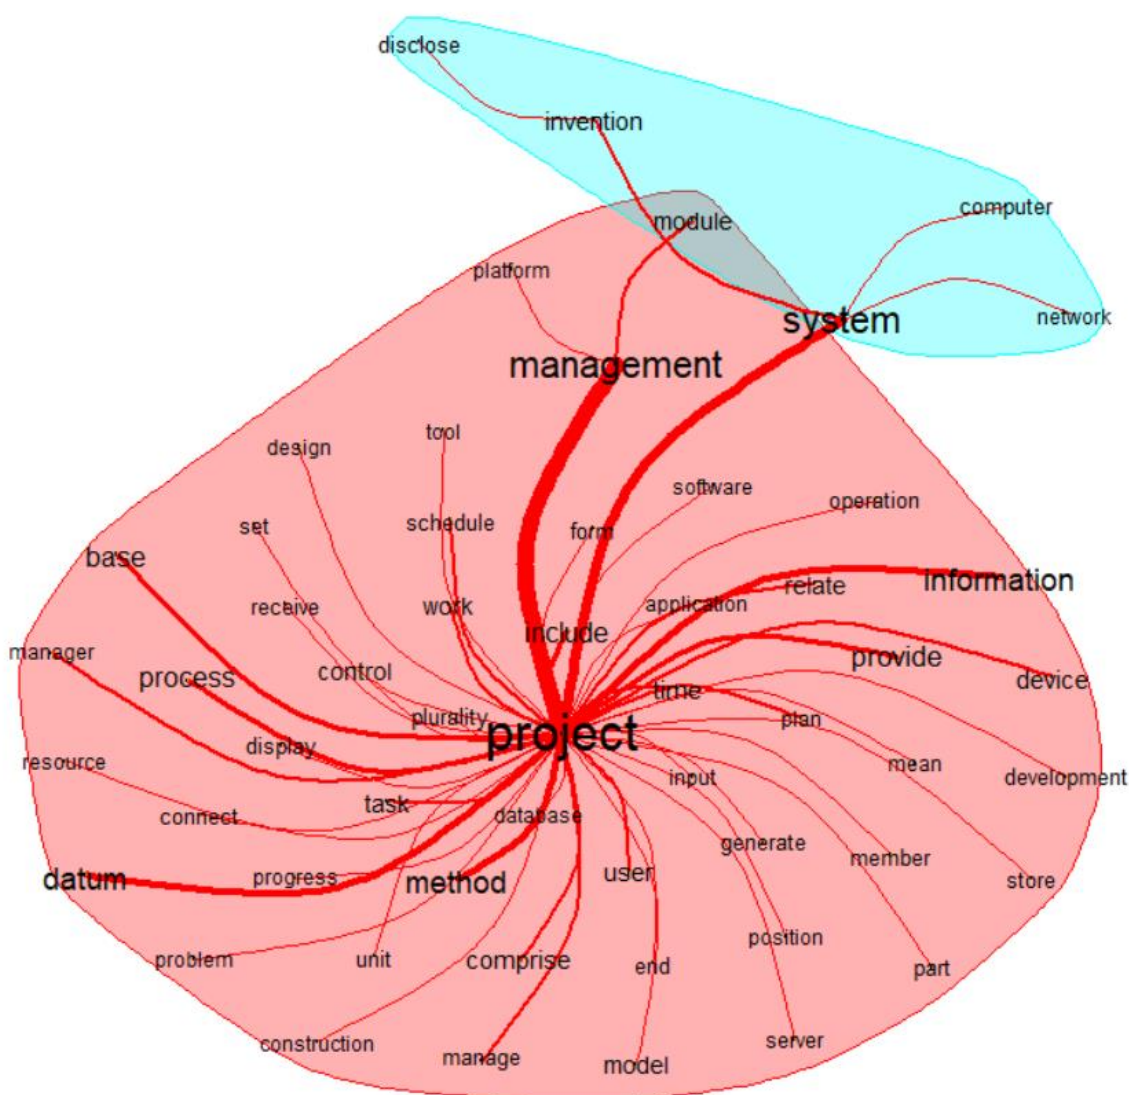 disclose
invention
computer
module
platform
network
system
management
tool
design
software
operation
schedule
set
form
base
information
relate
receive
work
application
include
manager
provide
process
control
device
time
plurality
plan
project
display
resource
mean
development
input
task
connect
database
generate
member
user
datum
progress
method
store
position
problem
unit
comprise
end
part
server
construction
manage
model